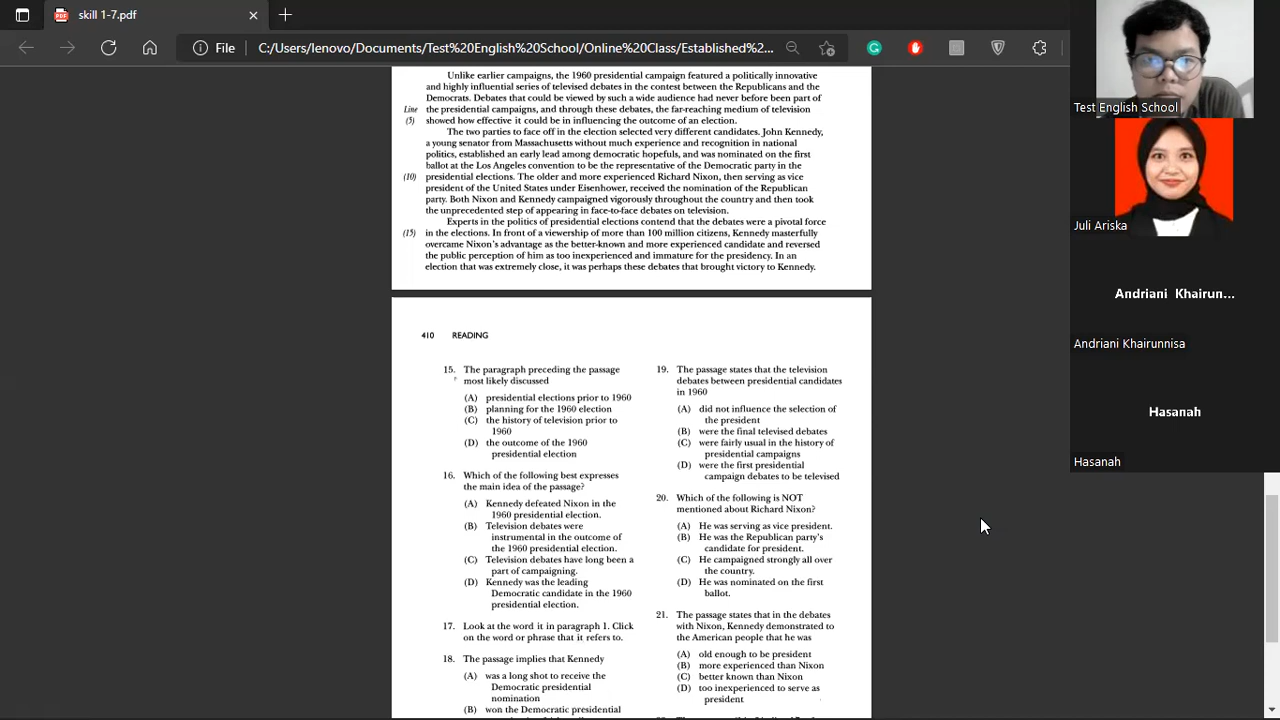 skill 1-7.pdf
File
C:/Users/lenovo/Documents/Test%20English%20School/Online%20Class/Established%2...
Unlike earlier campaigns, the 1960 presidential campaign featured a politically innovative
and highly influential series of televised debates in the contest between the Republicans and the
Democrats. Debates that could be viewed by such a wide audience had never before been part of
Line the presidential campaigns, and through these debates, the far-reaching medium of television
(5) showed how effective it could be in influencing the outcome of an election.
The two parties to face off in the election selected very different candidates. John Kennedy,
a young senator from Massachusetts without much experience and recognition in national
politics, established an early lead among democratic hopefuls, and was nominated on the first
ballot at the Los Angeles convention to be the representative of the Democratic party in the
(10) presidential elections. The older and more experienced Richard Nixon, then serving as vice
president of the United States under Eisenhower, received the nomination of the Republican
party. Both Nixon and Kennedy campaigned vigorously throughout the country and then took
the unprecedented step of appearing in face-to-face debates on television.
Experts in the politics of presidential elections contend that the debates were a pivotal force
(15) in the elections. In front of a viewership of more than 100 million citizens, Kennedy masterfully
overcame Nixon's advantage as the better-known and more experienced candidate and reversed
the public perception of him as too inexperienced and immature for the presidency. In an
election that was extremely close, it was perhaps these debates that brought victory to Kennedy.
410 READING
15. The paragraph preceding the passage
most likely discussed
(A) presidential elections prior to 1960
(B) planning for the 1960 election
(C) the history of television prior to
1960
(D) the outcome of the 1960
presidential election
16. Which of the following best expresses
the main idea of the passage?
(A) Kennedy defeated Nixon in the
1960 presidential election.
(B) Television debates were
instrumental in the outcome of
the 1960 presidential election.
(C) Television debates have long been a
part of campaigning.
(D) Kennedy was the leading
Democratic candidate in the 1960
presidential election.
17. Look at the word it in paragraph 1. Click
on the word or phrase that it refers to.
18. The passage implies that Kennedy
(A) was a long shot to receive the
Democratic presidential
nomination
(B) won the Democratic presidential
19. The passage states that the television
debates between presidential candidates
in 1960
(A) did not influence the selection of
the president
(B) were the final televised debates
(C) were fairly usual in the history of
presidential campaigns
(D) were the first presidential
campaign debates to be televised
20. Which of the following is NOT
mentioned about Richard Nixon?
(A) He was serving as vice president.
(B) He was the Republican party's
candidate for president.
(C) He campaigned strongly all over
the country.
(D) He was nominated on the first
ballot.
21. The passage states that in the debates
with Nixon, Kennedy demonstrated to
the American people that he was
(A) old enough to be president
(B) more experienced than Nixon
(C) better known than Nixon
(D) too inexperienced to serve as
president
Test English School
Juli Ariska
Andriani Khairun...
Andriani Khairunnisa
Hasanah
Hasanah